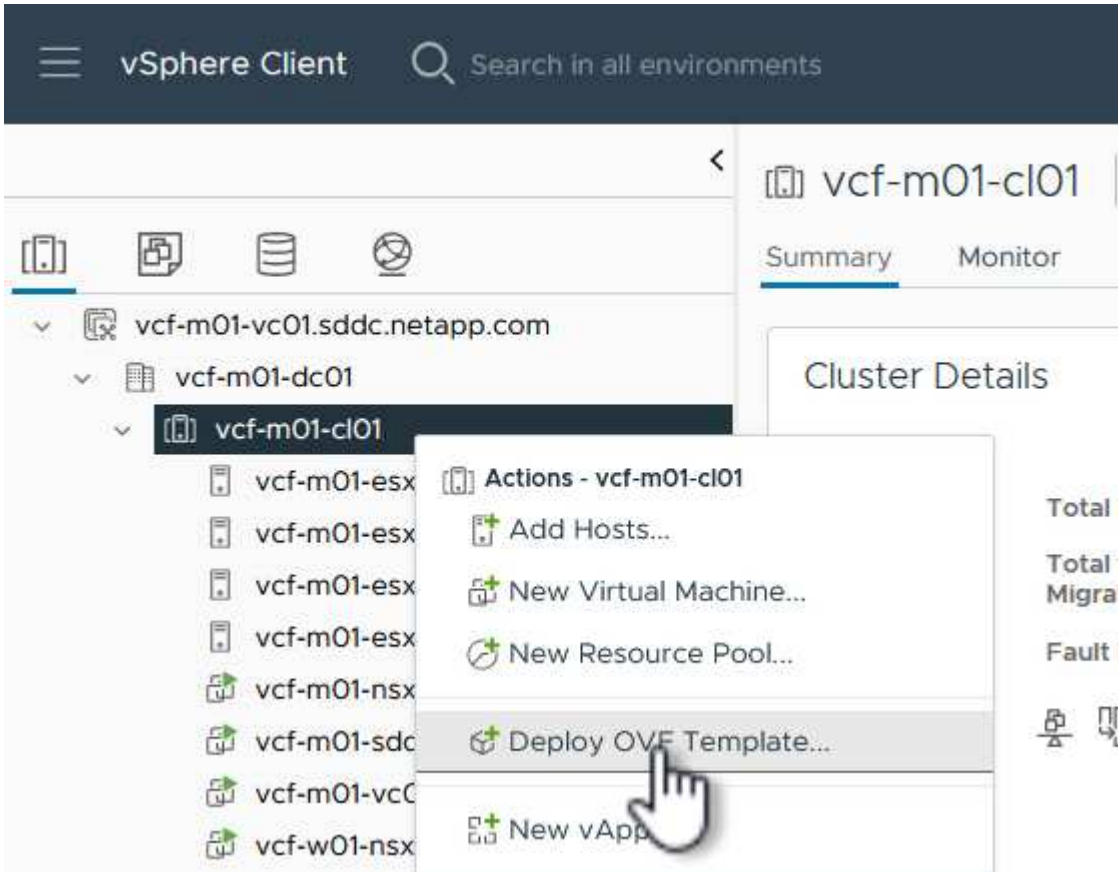 vSphere Client
Search in all environments
vcf-m01-cl01
Summary Monitor
vcf-m01-vc01.sddc.netapp.com
vcf-m01-dc01
vcf-m01-cl01
vcf-m01-esx
vcf-m01-esx
vcf-m01-esx
vcf-m01-esx
vcf-m01-nsx
vcf-m01-sdd
vcf-m01-vc0
vcf-w01-nsx
Actions - vcf-m01-cl01
Add Hosts...
New Virtual Machine...
New Resource Pool...
Deploy OVF Template...
New vApp
Cluster Details
Total
Total
Migra
Fault